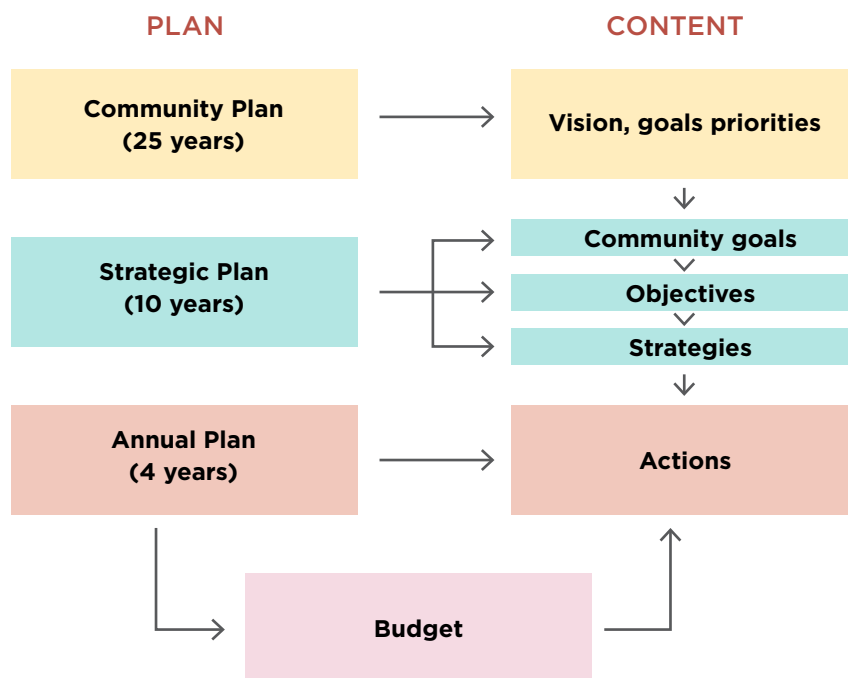 PLAN
CONTENT
Community Plan
(25 years)
Vision, goals priorities
Strategic Plan
(10 years)
Community goals
Objectives
Strategies
Annual Plan
(4 years)
Actions
Budget